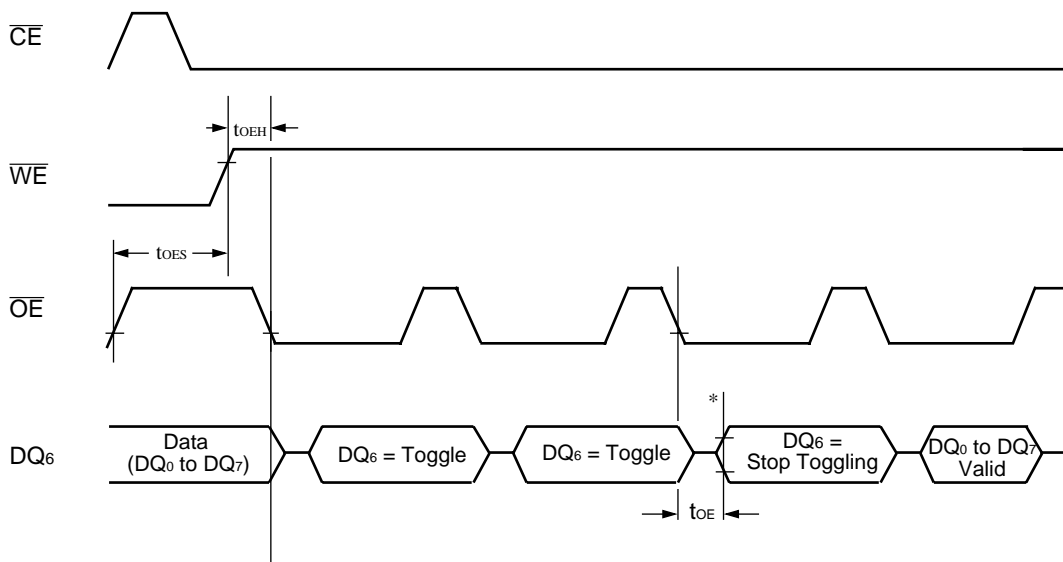 CE
tOEH
WE
tOES
OE
*
DQ6
Data
(DQ0 to DQ7)
DQ6 = Toggle
DQ6 = Toggle
DQ6 =
Stop Toggling
DQ0 to DQ7
Valid
tOE